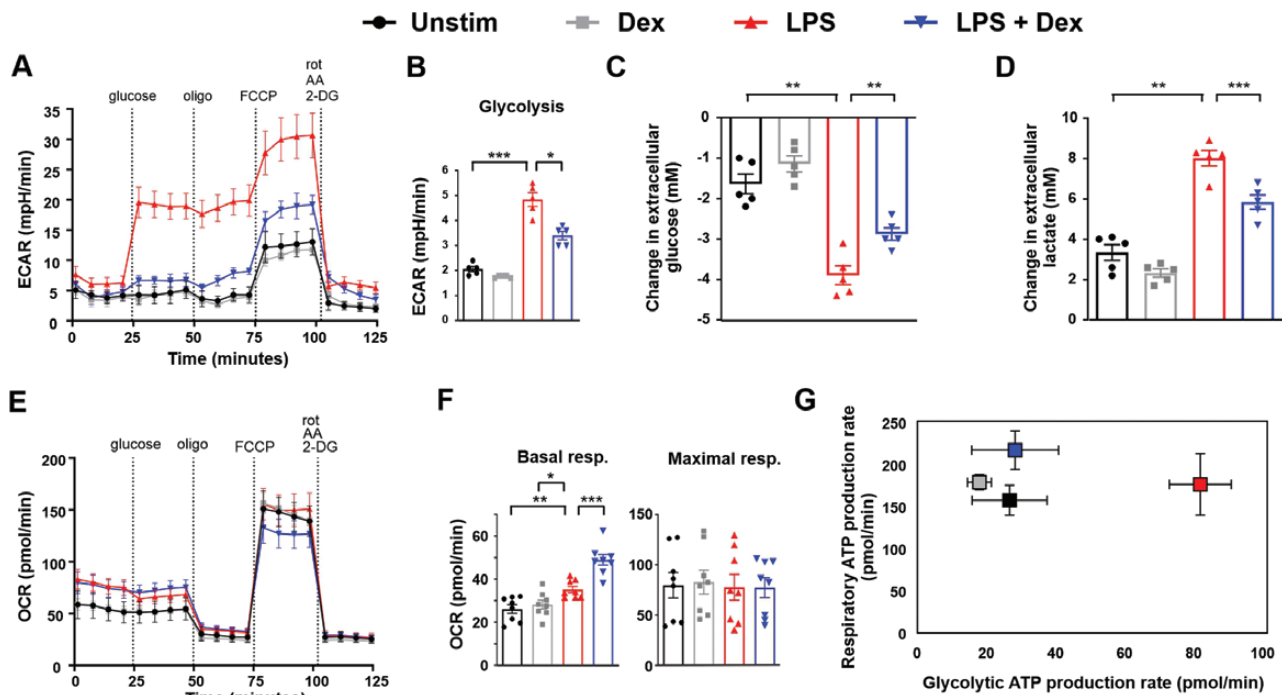 Unstim Dex LPS LPS + Dex
A
glucose oligo FCCP rot
AA
2-DG
ECAR (mpH/min)
35
30
25
20
15
10
5
0
0 25 50 75 100 125
Time (minutes)
B
Glycolysis
*** *
ECAR (mpH/min)
6
5
4
3
2
1
0
C
** **
Change in extracellular
glucose (mM)
0
-1
-2
-3
-4
-5
D
** ***
Change in extracellular
lactate (mM)
10
8
6
4
2
0
E
glucose oligo FCCP rot
AA
2-DG
OCR (pmol/min)
200
150
100
50
0
0 25 50 75 100 125
Time (minutes)
F
Basal resp.
*
** ***
OCR (pmol/min)
80
60
40
20
0
Maximal resp.
150
100
50
0
G
Respiratory ATP production rate
(pmol/min)
250
200
150
100
50
0
0 20 40 60 80 100
Glycolytic ATP production rate (pmol/min)